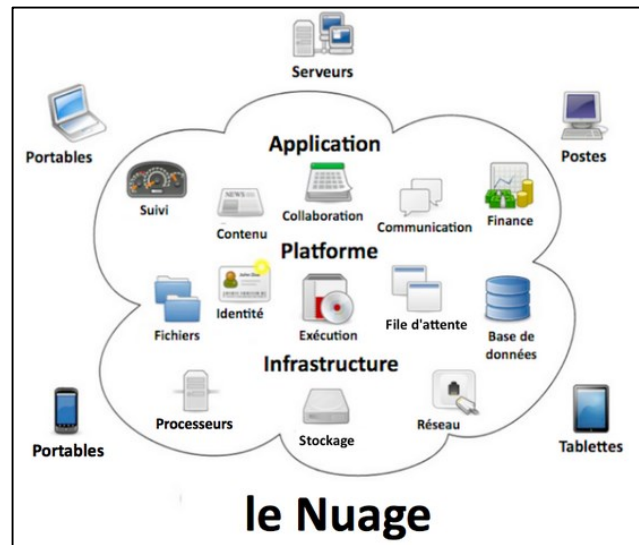 Serveurs
Portables
Postes
Application
Suivi
NEWS
Contenu
Collaboration
Communication
Finance
Platforme
Fichiers
Identité
Exécution
File d'attente
Base de
données
Infrastructure
Processeurs
Stockage
Réseau
Portables
Tablettes
le Nuage